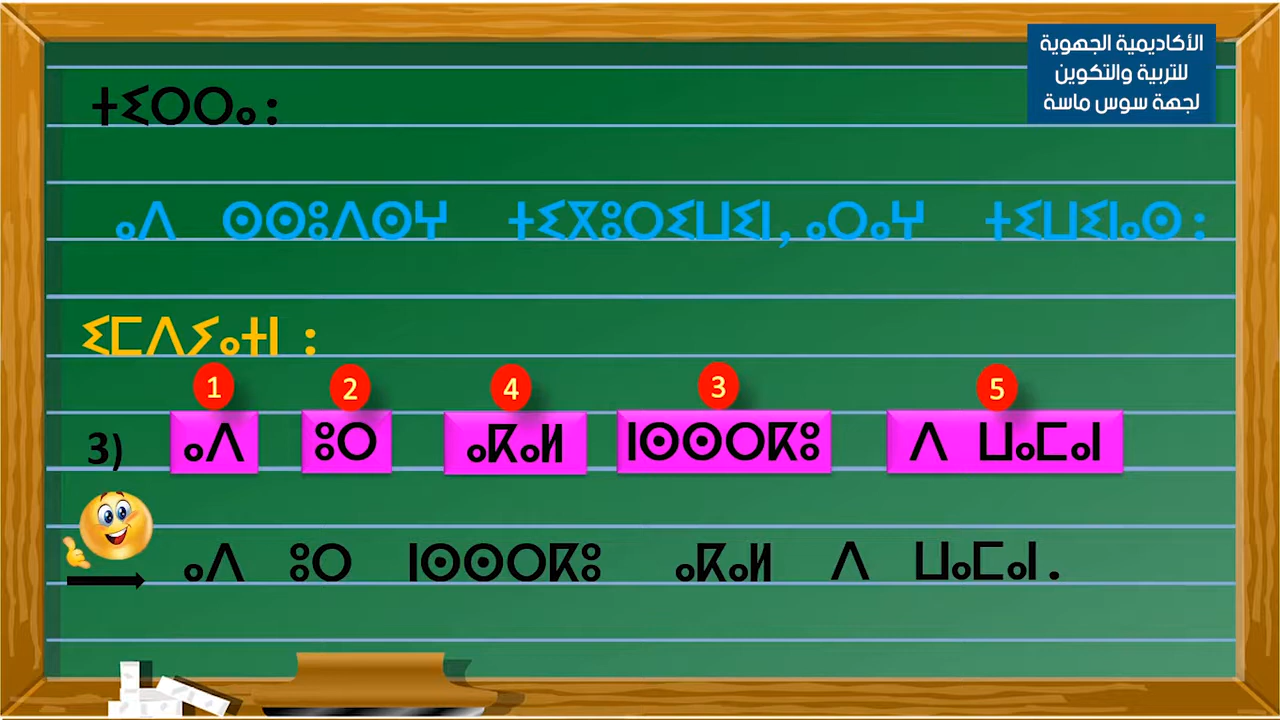 الأكاديمية الجهوية
للتربية والتكوين
لجهة سوس ماسة
ⵜⵉⵔⵔⴰ :
ⴰⴷ ⵙⵙⵓⴷⵙⵖ ⵜⵉⴳⵓⵔⵉⵡⵉⵏ, ⴰⵔⴰⵖ ⵜⵉⵡⵉⵏⴰⵙ :
ⵉⵎⴷⵢⴰⵜⵏ :
1 2 4 3 5
3) ⴰⴷ ⵓⵔ ⵏⵙⵙⵔⴽⵓ ⴰⴽⴰⵍ ⴷ ⵡⴰⵎⴰⵏ
ⴰⴷ ⵓⵔ ⵏⵙⵙⵔⴽⵓ ⴰⴽⴰⵍ ⴷ ⵡⴰⵎⴰⵏ .